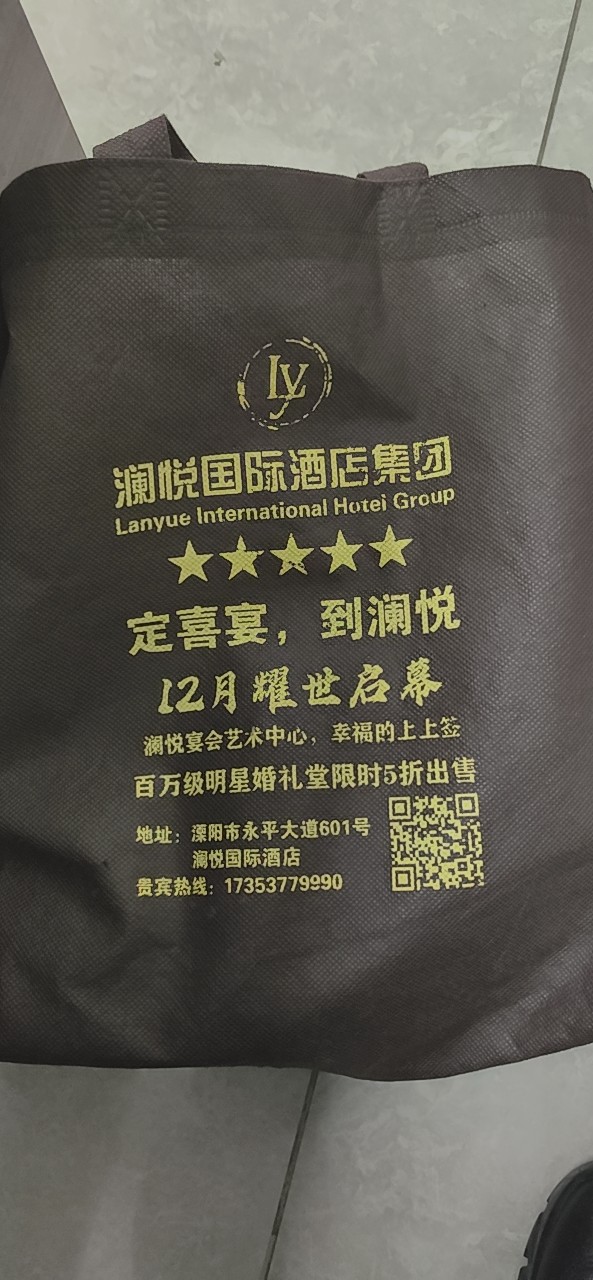 ly
澜悦国际酒店集团
Lanyue International Hotei Group
定喜宴，到澜悦
12月耀世启幕
澜悦宴会艺术中心，幸福的上上签
百万级明星婚礼堂限时5折出售
地址：溧阳市永平大道601号
澜悦国际酒店
贵宾热线：17353779990